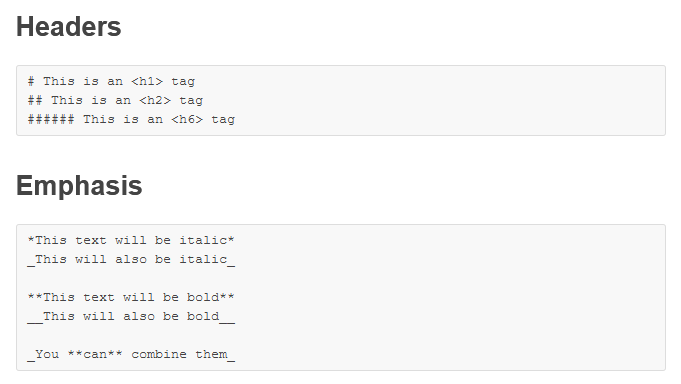 Headers
# This is an <h1> tag
## This is an <h2> tag
###### This is an <h6> tag
Emphasis
*This text will be italic*
_This will also be italic_
**This text will be bold**
__This will also be bold__
_You **can** combine them_